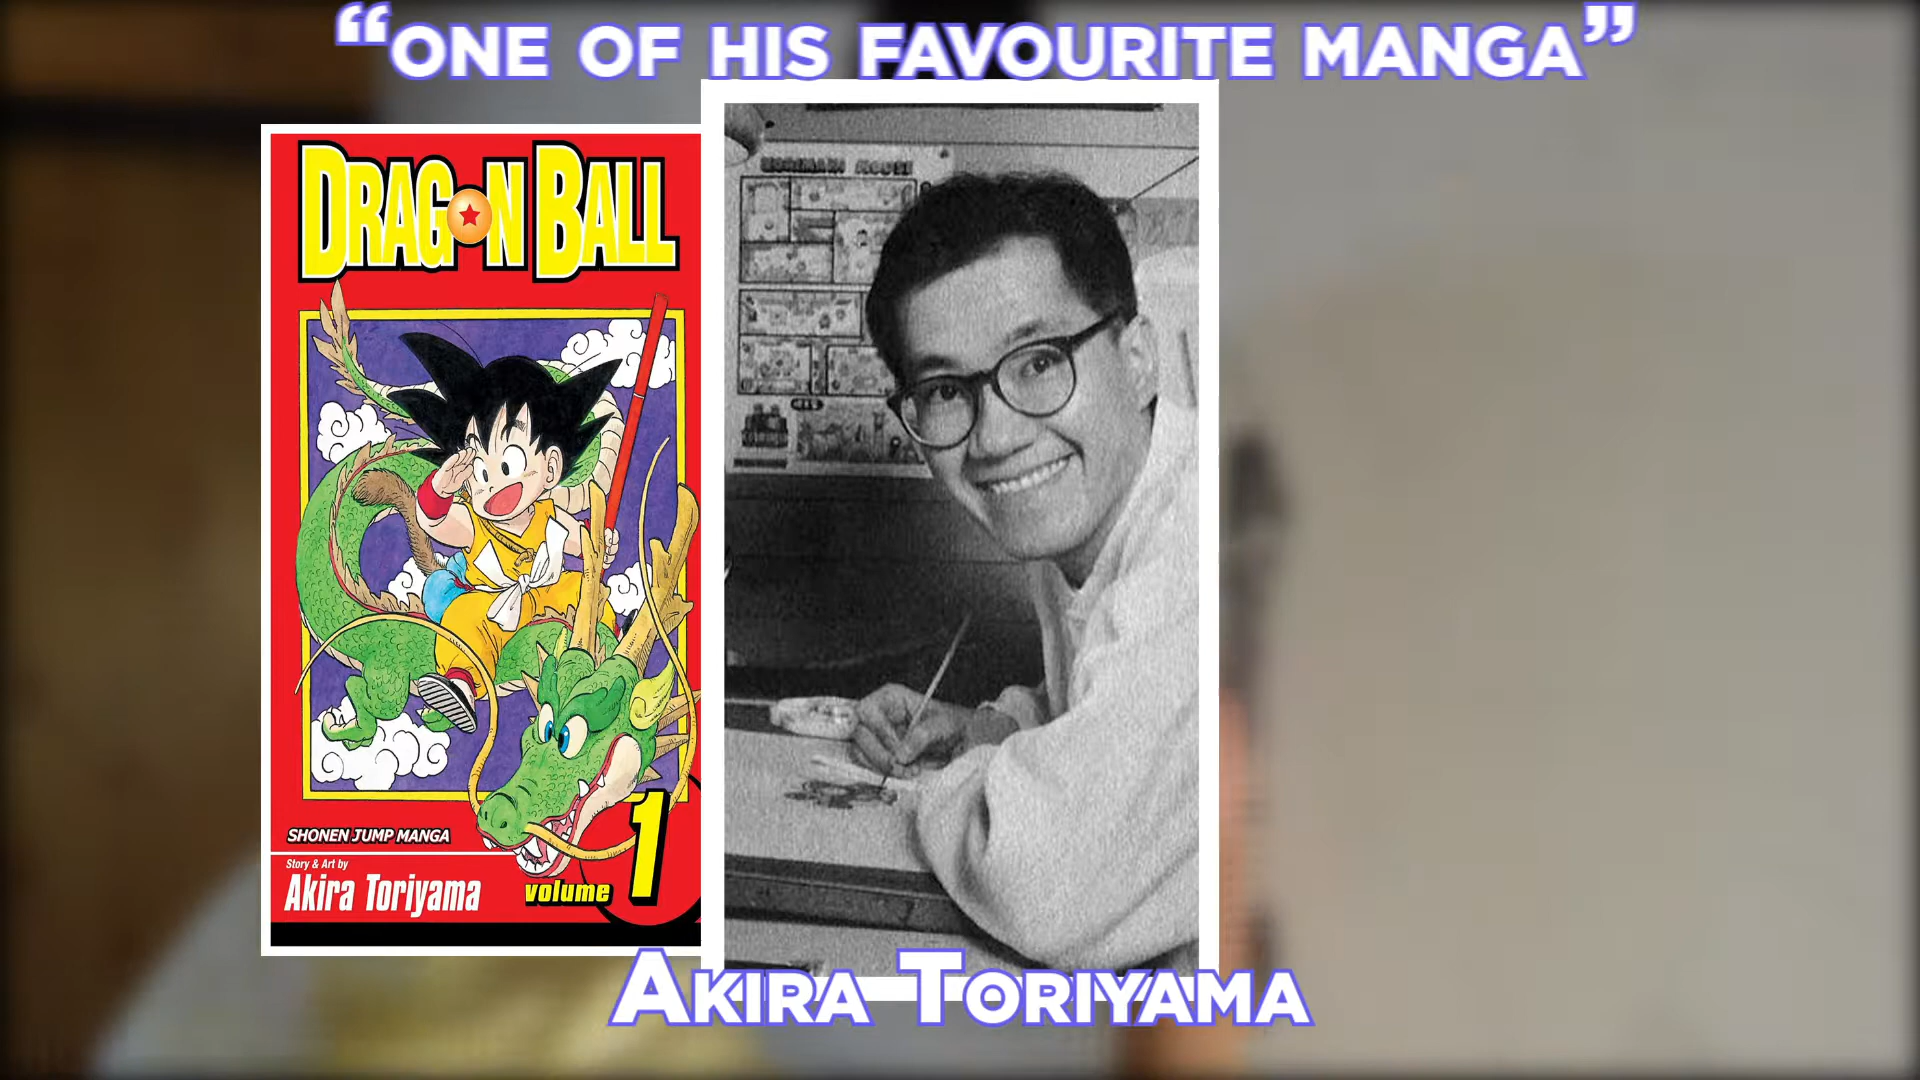 “ONE OF HIS FAVOURITE MANGA”
DRAGON BALL
SHONEN JUMP MANGA
Story & Art by
Akira Toriyama
volume 1
AKIRA TORIYAMA